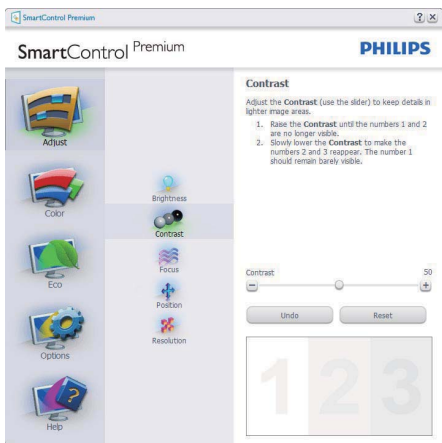 SmartControl Premium
SmartControl Premium
PHILIPS
Adjust
Color
Eco
Options
Help
Brightness
Contrast
Focus
Position
Resolution
Contrast
Adjust the Contrast (use the slider) to keep details in
lighter image areas.
1. Raise the Contrast until the numbers 1 and 2
are no longer visible.
2. Slowly lower the Contrast to make the
numbers 2 and 3 reappear. The number 1
should remain barely visible.
Contrast 50
Undo Reset
1 2 3